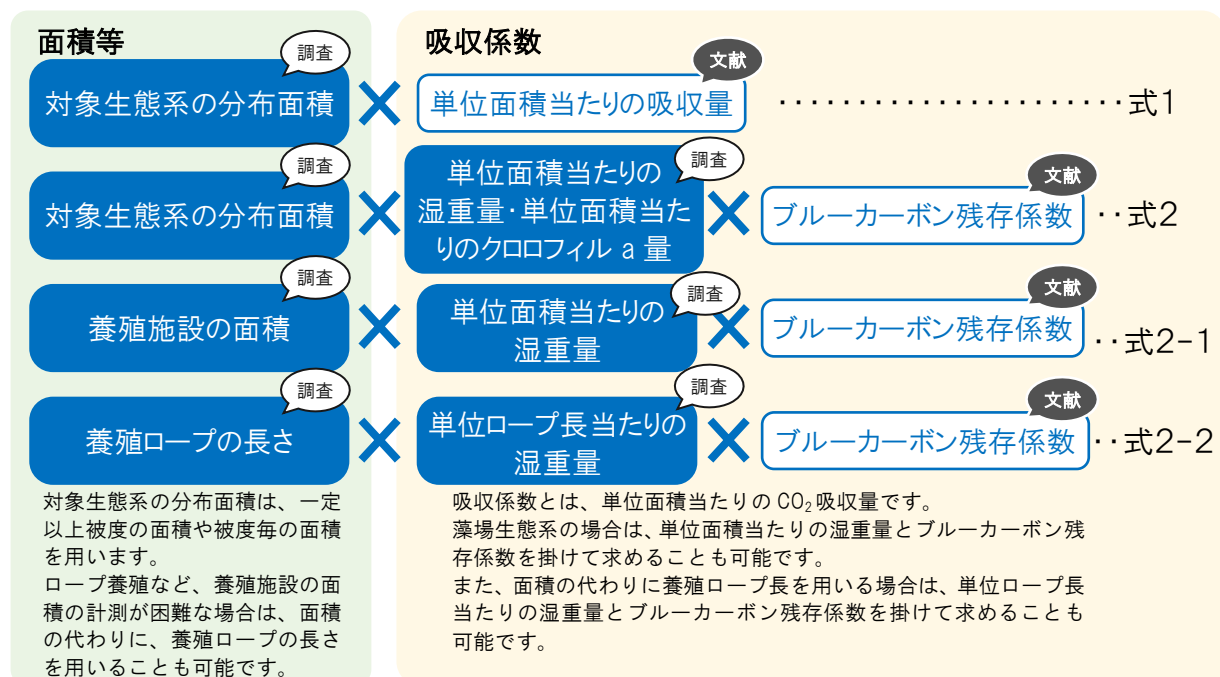 面積等
吸収係数
調査
文献
対象生態系の分布面積 × 単位面積当たりの吸収量 ······················式1
調査
調査
文献
対象生態系の分布面積 ×
単位面積当たりの
湿重量・単位面積当た
りのクロロフィル a 量
× ブルーカーボン残存係数 ··式2
調査
調査
文献
養殖施設の面積 ×
単位面積当たりの
湿重量
× ブルーカーボン残存係数 ··式2-1
調査
調査
文献
養殖ロープの長さ ×
単位ロープ長当たりの
湿重量
× ブルーカーボン残存係数 ··式2-2
対象生態系の分布面積は、一定
以上被度の面積や被度毎の面積
を用います。
ロープ養殖など、養殖施設の面
積の計測が困難な場合は、面積
の代わりに、養殖ロープの長さ
を用いることも可能です。
吸収係数とは、単位面積当たりの CO₂吸収量です。
藻場生態系の場合は、単位面積当たりの湿重量とブルーカーボン残
存係数を掛けて求めることも可能です。
また、面積の代わりに養殖ロープ長を用いる場合は、単位ロープ長
当たりの湿重量とブルーカーボン残存係数を掛けて求めることも
可能です。